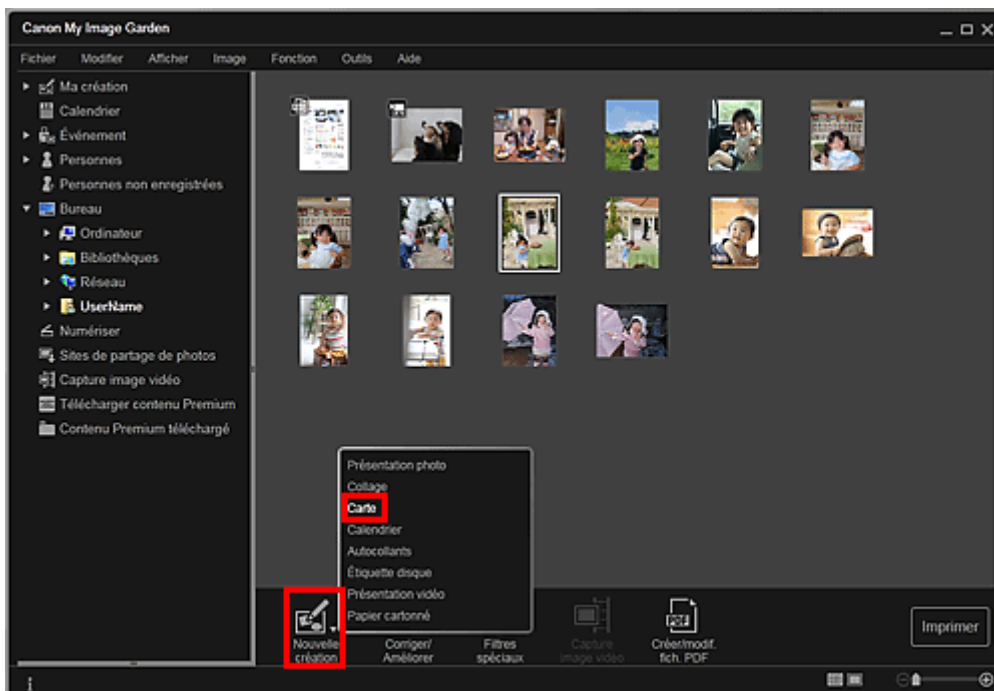 Canon My Image Garden
Fichier Modifier Afficher Image Fonction Outils Aide
Ma création
Calendrier
Événement
Personnes
Personnes non enregistrées
Bureau
Ordinateur
Bibliothèques
Réseau
UserName
Numériser
Sites de partage de photos
Capture image vidéo
Télécharger contenu Premium
Contenu Premium téléchargé
Présentation photo
Collage
Carte
Calendrier
Autocollants
Étiquette disque
Présentation vidéo
Papier cartonné
Nouvelle création
Corriger/ Améliorer
Filtres spéciaux
Capture image vidéo
PDF
Créer/modif. fich. PDF
Imprimer